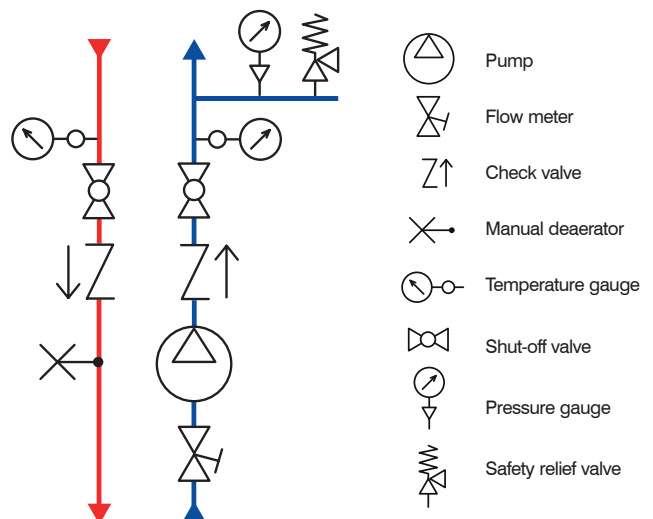 Pump
Flow meter
Check valve
Manual deaerator
Temperature gauge
Shut-off valve
Pressure gauge
Safety relief valve